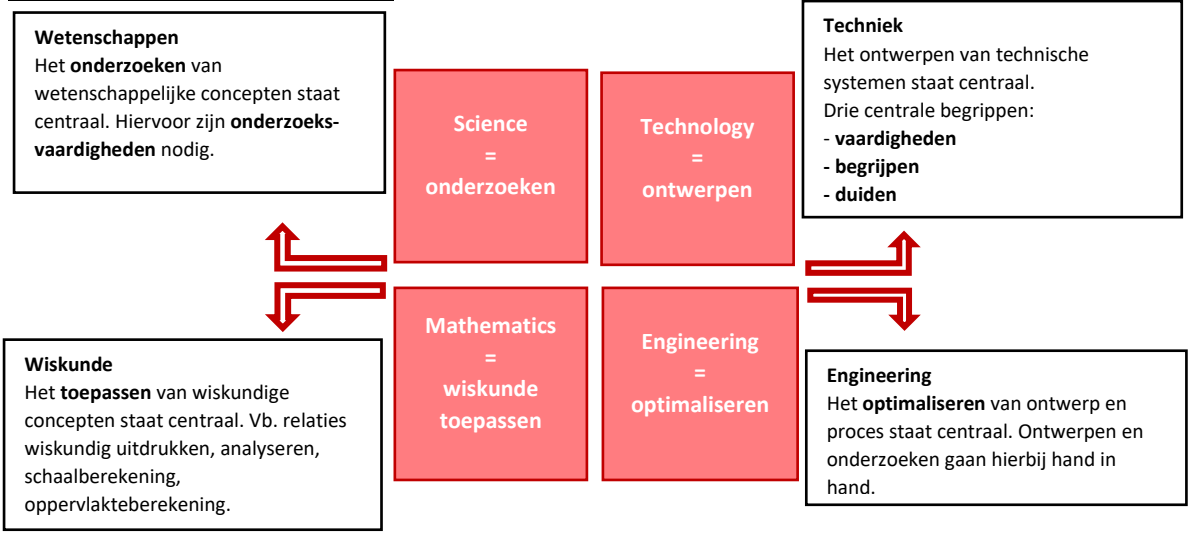 Wetenschappen
Het onderzoeken van
wetenschappelijke concepten staat
centraal. Hiervoor zijn onderzoeks-
vaardigheden nodig.
Science
=
onderzoeken
Technology
=
ontwerpen
Techniek
Het ontwerpen van technische
systemen staat centraal.
Drie centrale begrippen:
- vaardigheden
- begrijpen
- duiden
Wiskunde
Het toepassen van wiskundige
concepten staat centraal. Vb. relaties
wiskundig uitdrukken, analyseren,
schaalberekening,
oppervlakteberekening.
Mathematics
=
wiskunde
toepassen
Engineering
=
optimaliseren
Engineering
Het optimaliseren van ontwerp en
proces staat centraal. Ontwerpen en
onderzoeken gaan hierbij hand in
hand.